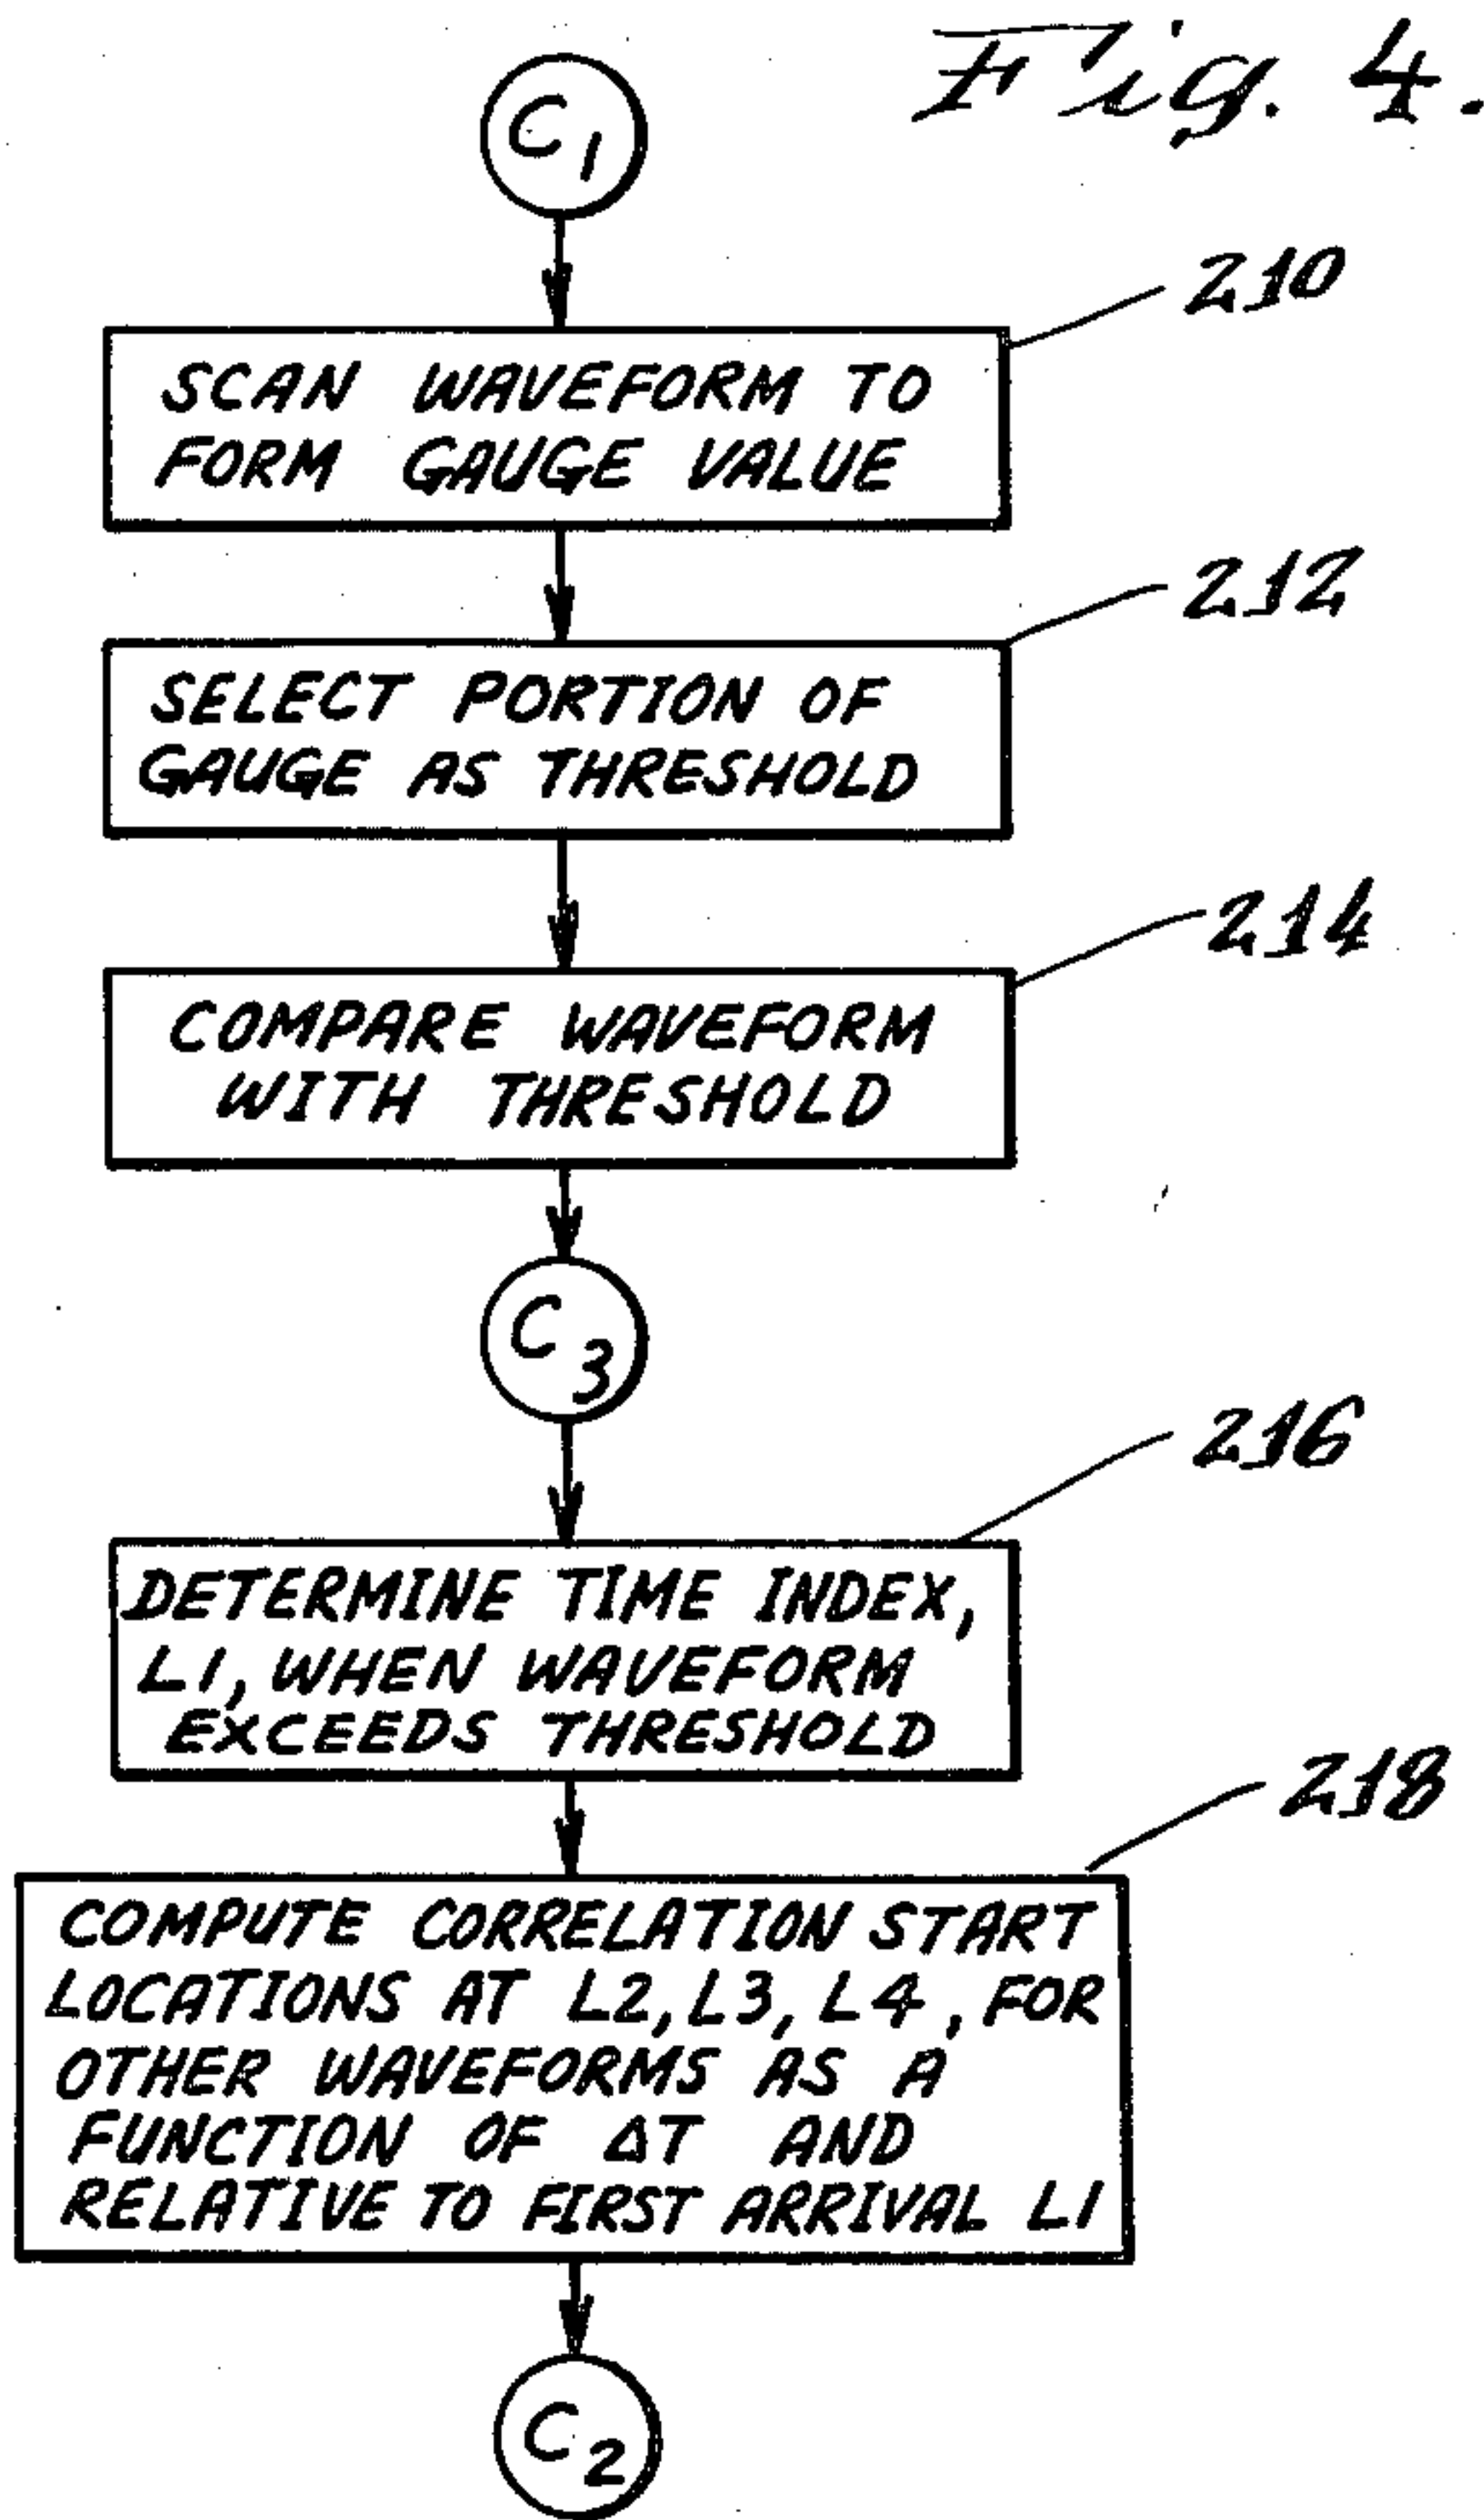 Fig. 4.
C1
210
SCAN WAVEFORM TO
FORM GAUGE VALUE
212
SELECT PORTION OF
GAUGE AS THRESHOLD
214
COMPARE WAVEFORM
WITH THRESHOLD
C3
216
DETERMINE TIME INDEX,
L1, WHEN WAVEFORM
EXCEEDS THRESHOLD
218
COMPUTE CORRELATION START
LOCATIONS AT L2, L3, L4, FOR
OTHER WAVEFORMS AS A
FUNCTION OF ΔT AND
RELATIVE TO FIRST ARRIVAL L1
C2